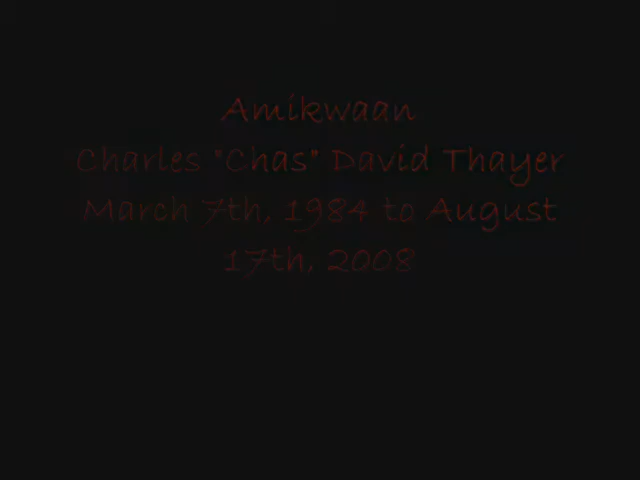 Amikwaan
Charles "Chas" David Thayer
March 7th, 1984 to August
17th, 2008